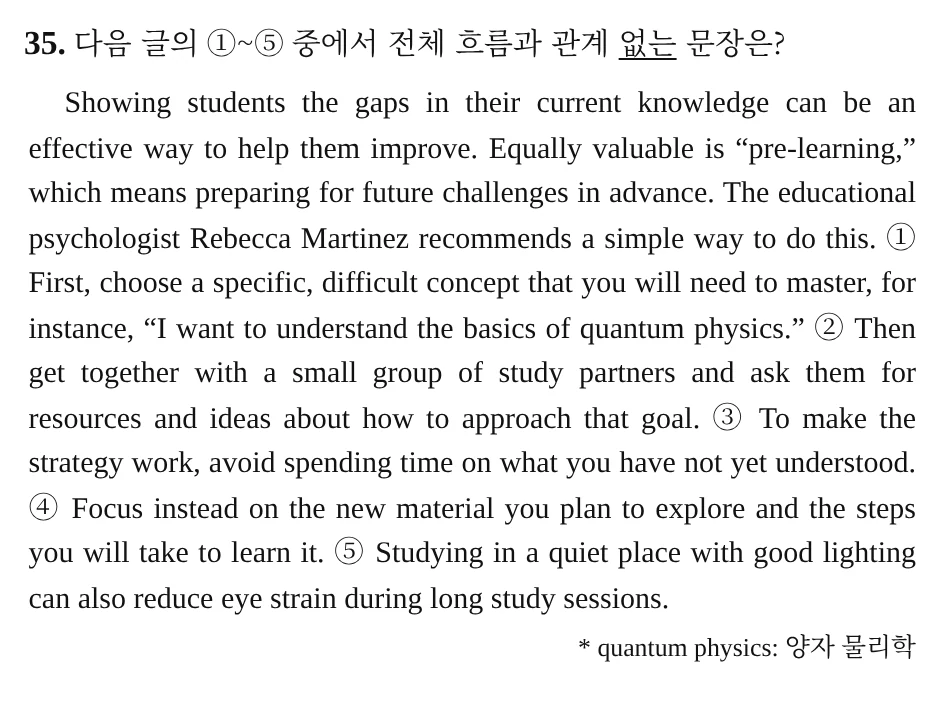 35. 다음 글의 ①~⑤ 중에서 전체 흐름과 관계 없는 문장은?
Showing students the gaps in their current knowledge can be an
effective way to help them improve. Equally valuable is “pre-learning,”
which means preparing for future challenges in advance. The educational
psychologist Rebecca Martinez recommends a simple way to do this. ①
First, choose a specific, difficult concept that you will need to master, for
instance, “I want to understand the basics of quantum physics.” ② Then
get together with a small group of study partners and ask them for
resources and ideas about how to approach that goal. ③ To make the
strategy work, avoid spending time on what you have not yet understood.
④ Focus instead on the new material you plan to explore and the steps
you will take to learn it. ⑤ Studying in a quiet place with good lighting
can also reduce eye strain during long study sessions.
* quantum physics: 양자 물리학